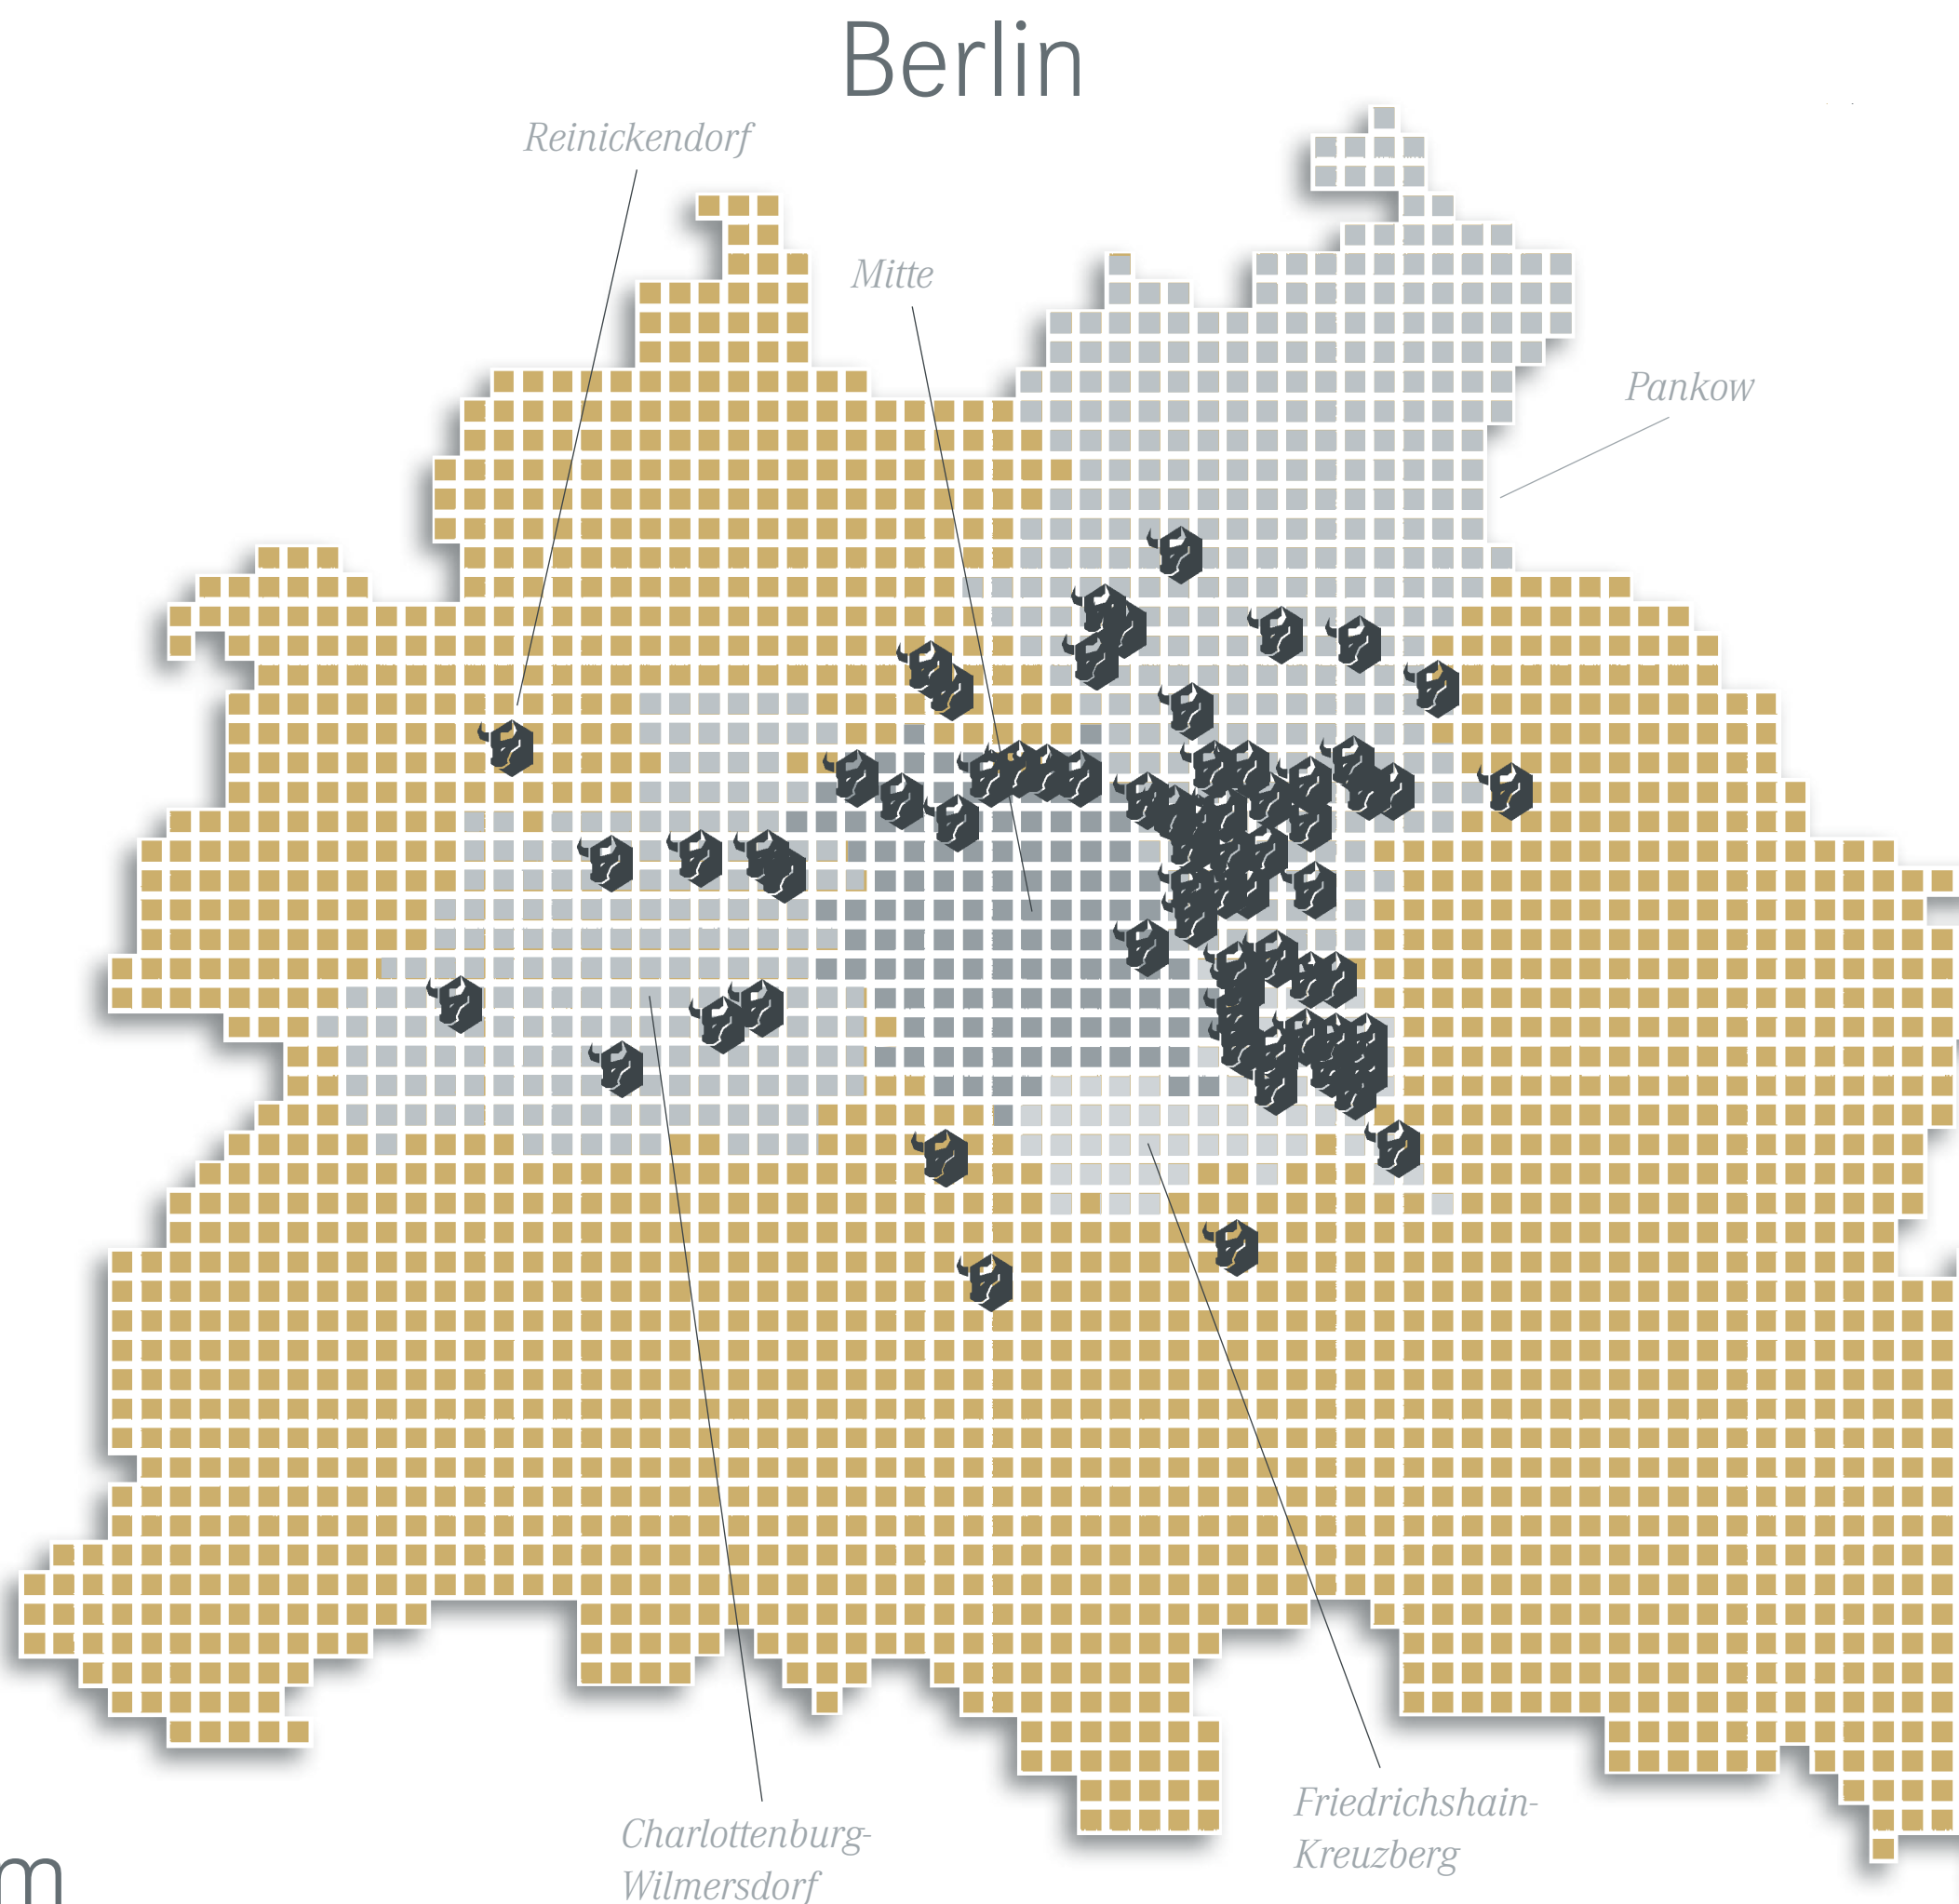 Berlin
Reinickendorf
Mitte
Pankow
Friedrichshain-
Kreuzberg
Charlottenburg-
Wilmersdorf
m